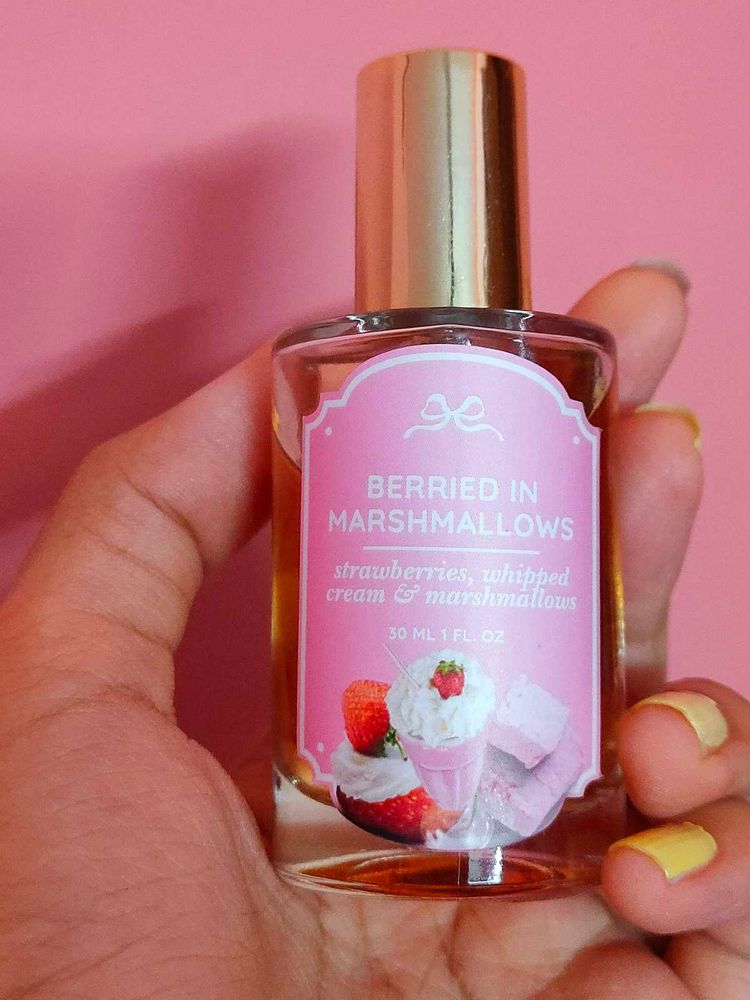 BERRIED IN
MARSHMALLOWS
strawberries, whipped
cream & marshmallows
30 ML 1 FL. OZ